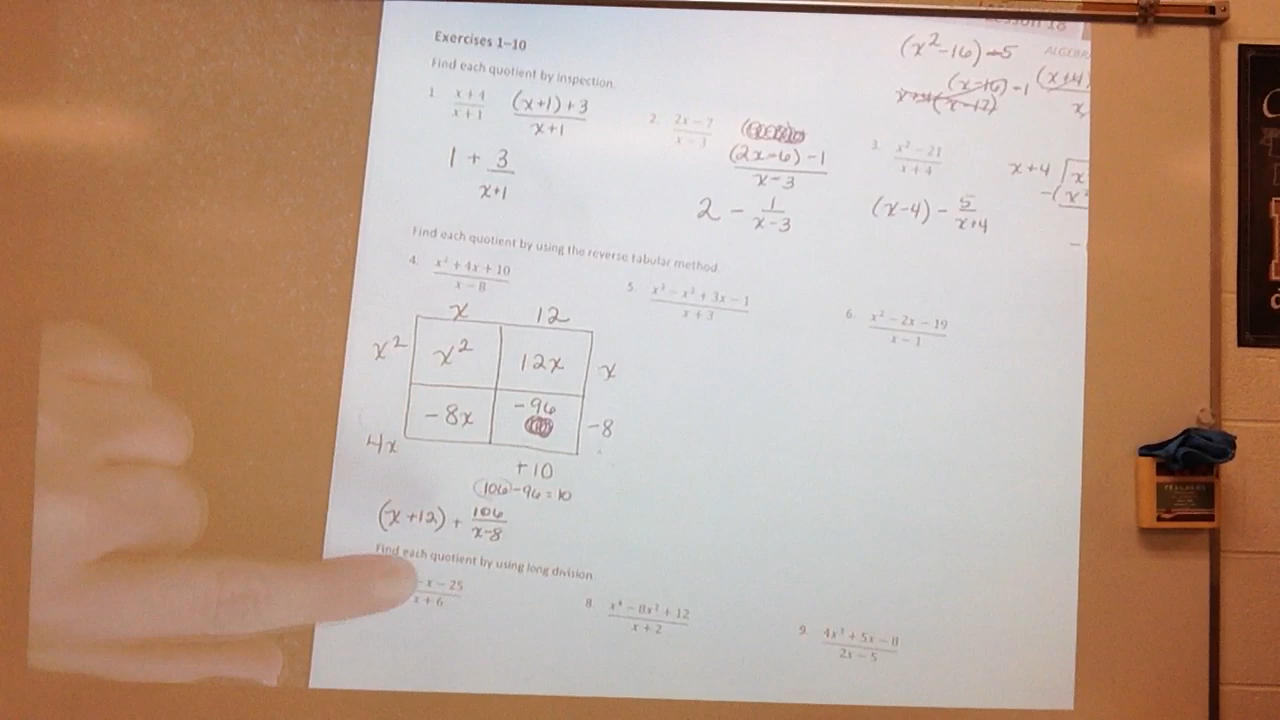 Lesson 18
ALGEBRA
Exercises 1–10
Find each quotient by inspection.
1. x + 4 / x + 1
(x+1) + 3 / x+1
1 + 3 / x+1
2. 2x − 7 / x − 3
(2x−6) −1 / x−3
2 − 1 / x−3
3. x² − 21 / x + 4
(x²−16) −5
(x−4) − 5 / x+4
x+4
Find each quotient by using the reverse tabular method.
4. x² + 4x + 10 / x − 8
x 12
x² x² 12x x
−8x −96 −8
4x
+10
(106)−96 = 10
(x+12) + 106 / x−8
5. x³ − x² + 3x − 1 / x + 3
6. x² − 2x − 19 / x − 1
Find each quotient by using long division.
x − 25 / x + 6
8. x⁴ − 8x² + 12 / x + 2
9. 4x³ + 5x − 8 / 2x − 5